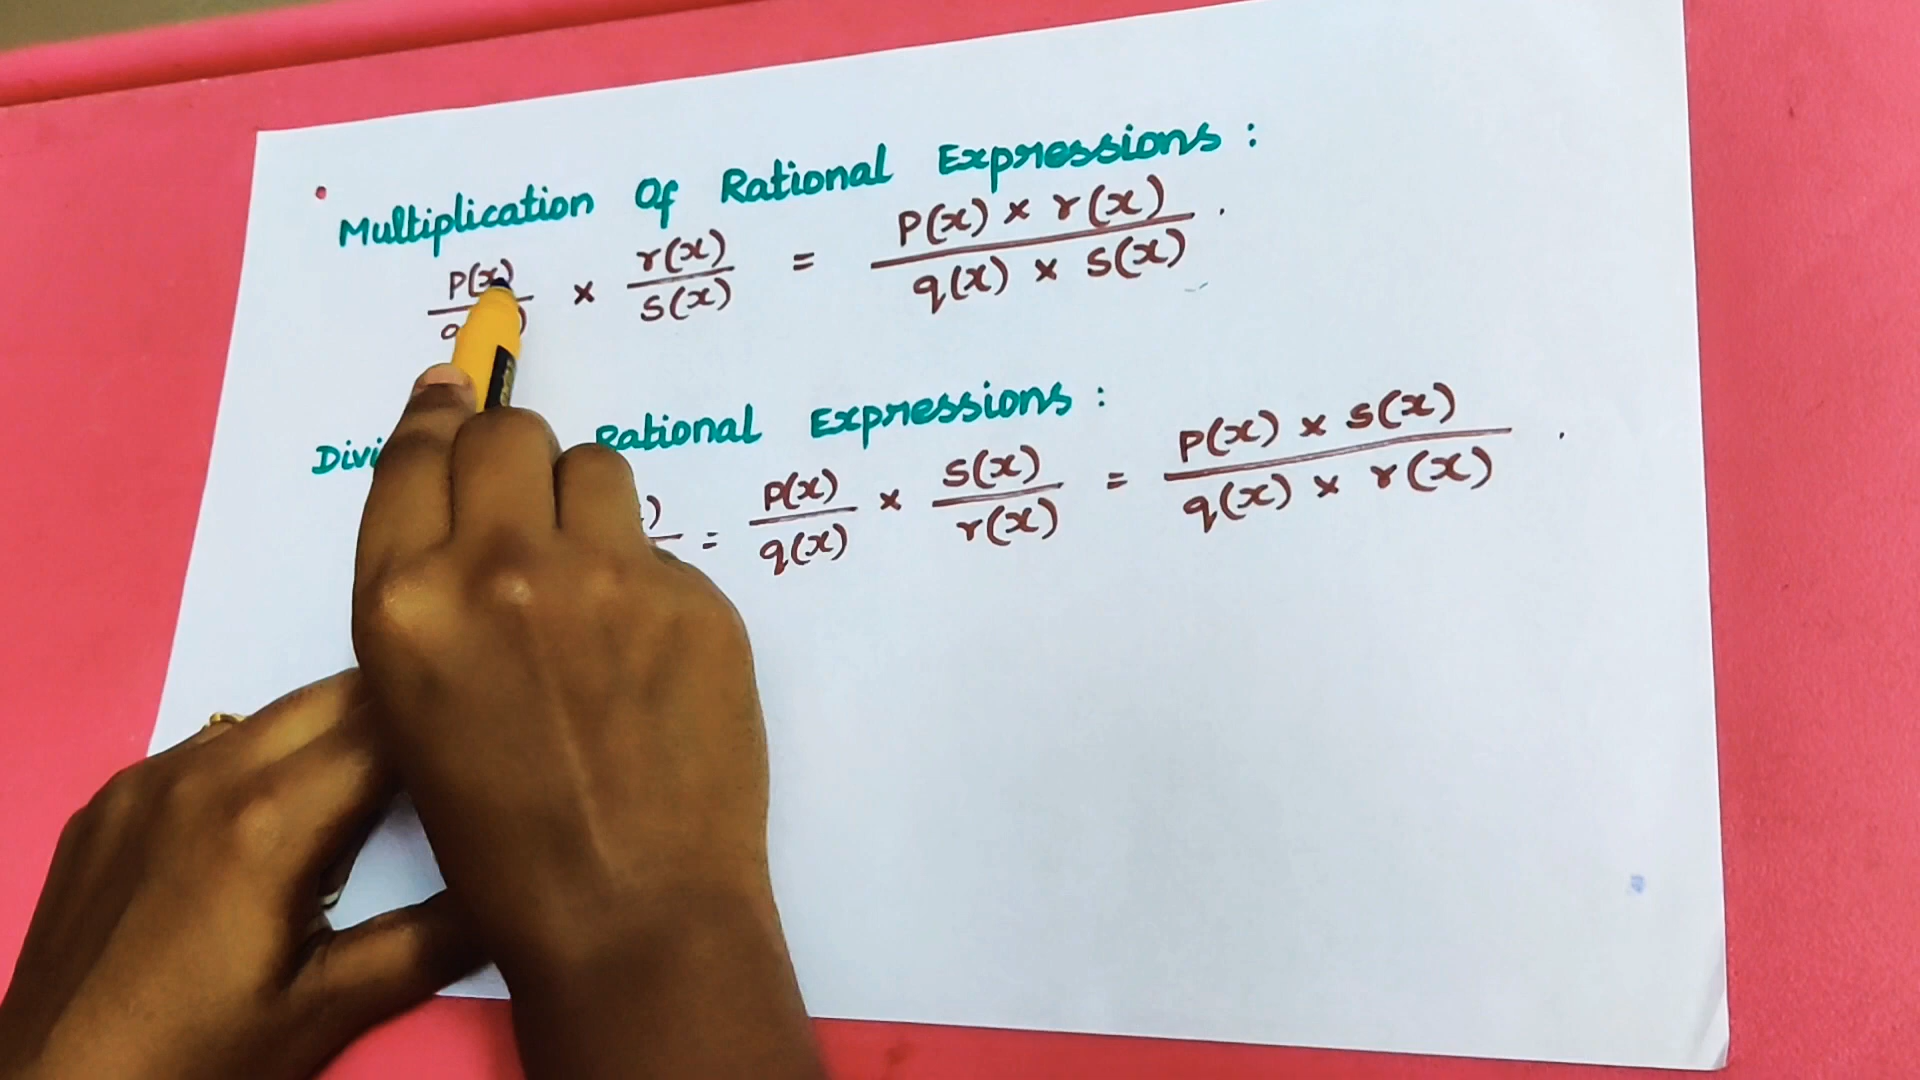 Multiplication Of Rational Expressions :
P(x)/q(x) × r(x)/s(x) = P(x) × r(x)/q(x) × s(x) .
Rational Expressions :
= P(x)/q(x) × s(x)/r(x) = P(x) × s(x)/q(x) × r(x) .